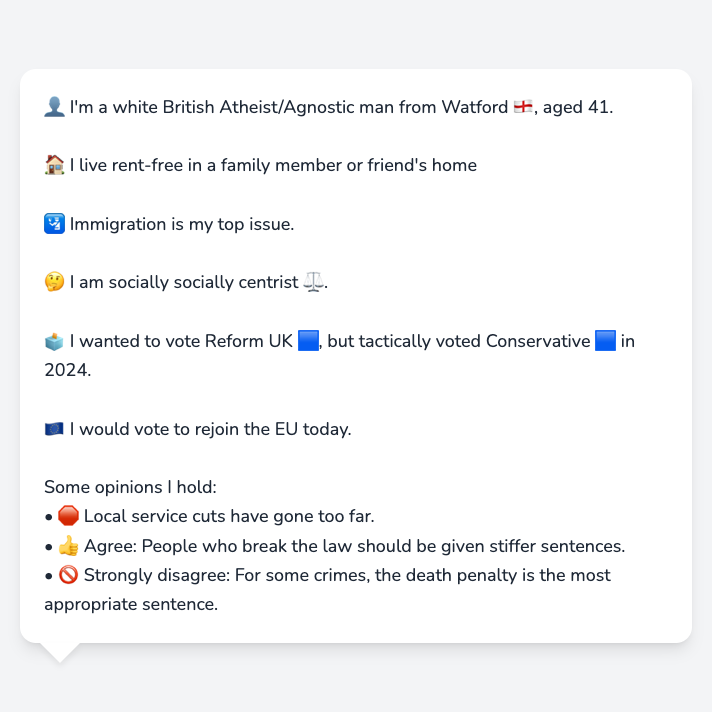 👤 I'm a white British Atheist/Agnostic man from Watford 🏴󠁧󠁢󠁥󠁮󠁧󠁿, aged 41.
🏠 I live rent-free in a family member or friend's home
🛂 Immigration is my top issue.
🤔 I am socially socially centrist ⚖️.
🗳️ I wanted to vote Reform UK 🟦, but tactically voted Conservative 🟦 in
2024.
🇪🇺 I would vote to rejoin the EU today.
Some opinions I hold:
• 🛑 Local service cuts have gone too far.
• 👍 Agree: People who break the law should be given stiffer sentences.
• 🚫 Strongly disagree: For some crimes, the death penalty is the most
appropriate sentence.